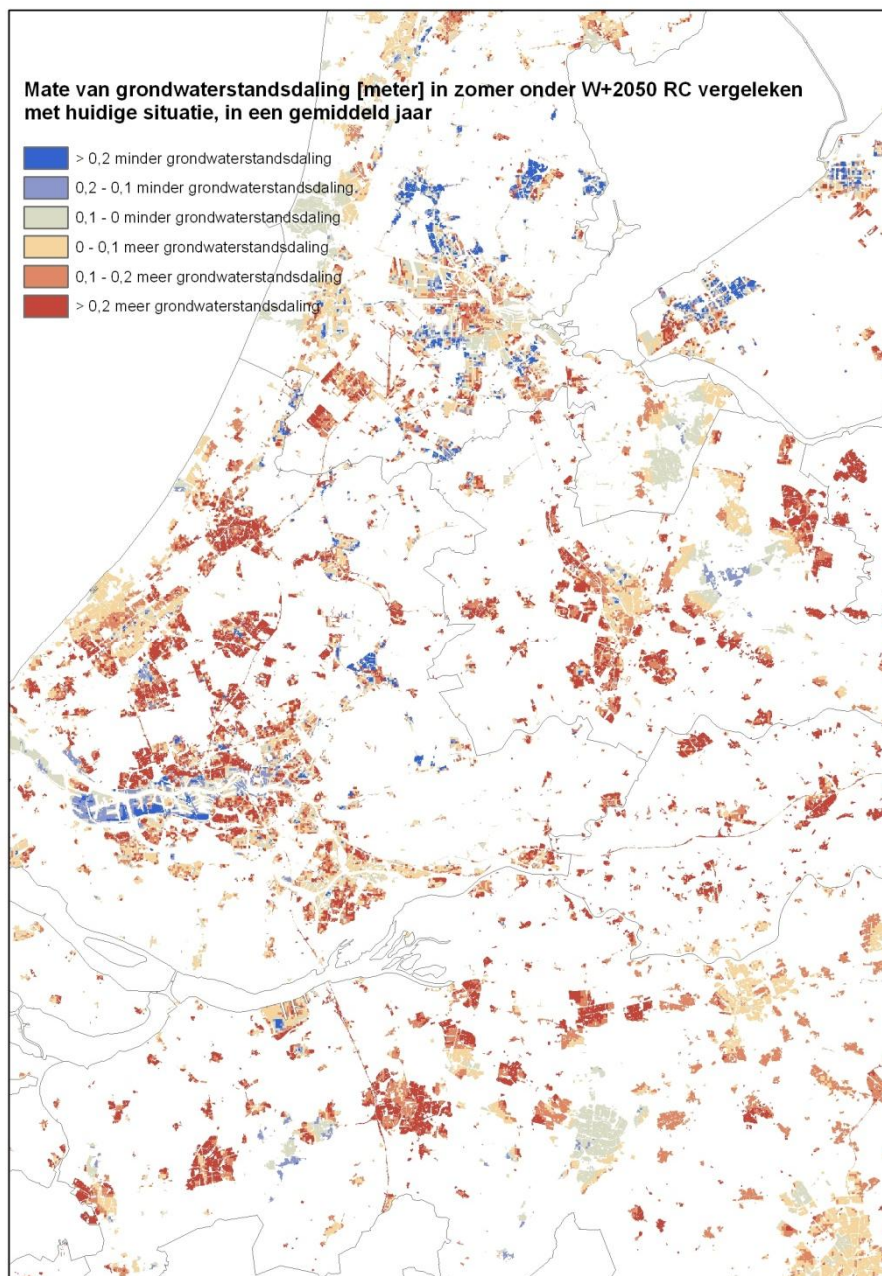 Mate van grondwaterstandsdaling [meter] in zomer onder W+2050 RC vergeleken
met huidige situatie, in een gemiddeld jaar
> 0,2 minder grondwaterstandsdaling
0,2 - 0,1 minder grondwaterstandsdaling
0,1 - 0 minder grondwaterstandsdaling
0 - 0,1 meer grondwaterstandsdaling
0,1 - 0,2 meer grondwaterstandsdaling
> 0,2 meer grondwaterstandsdaling